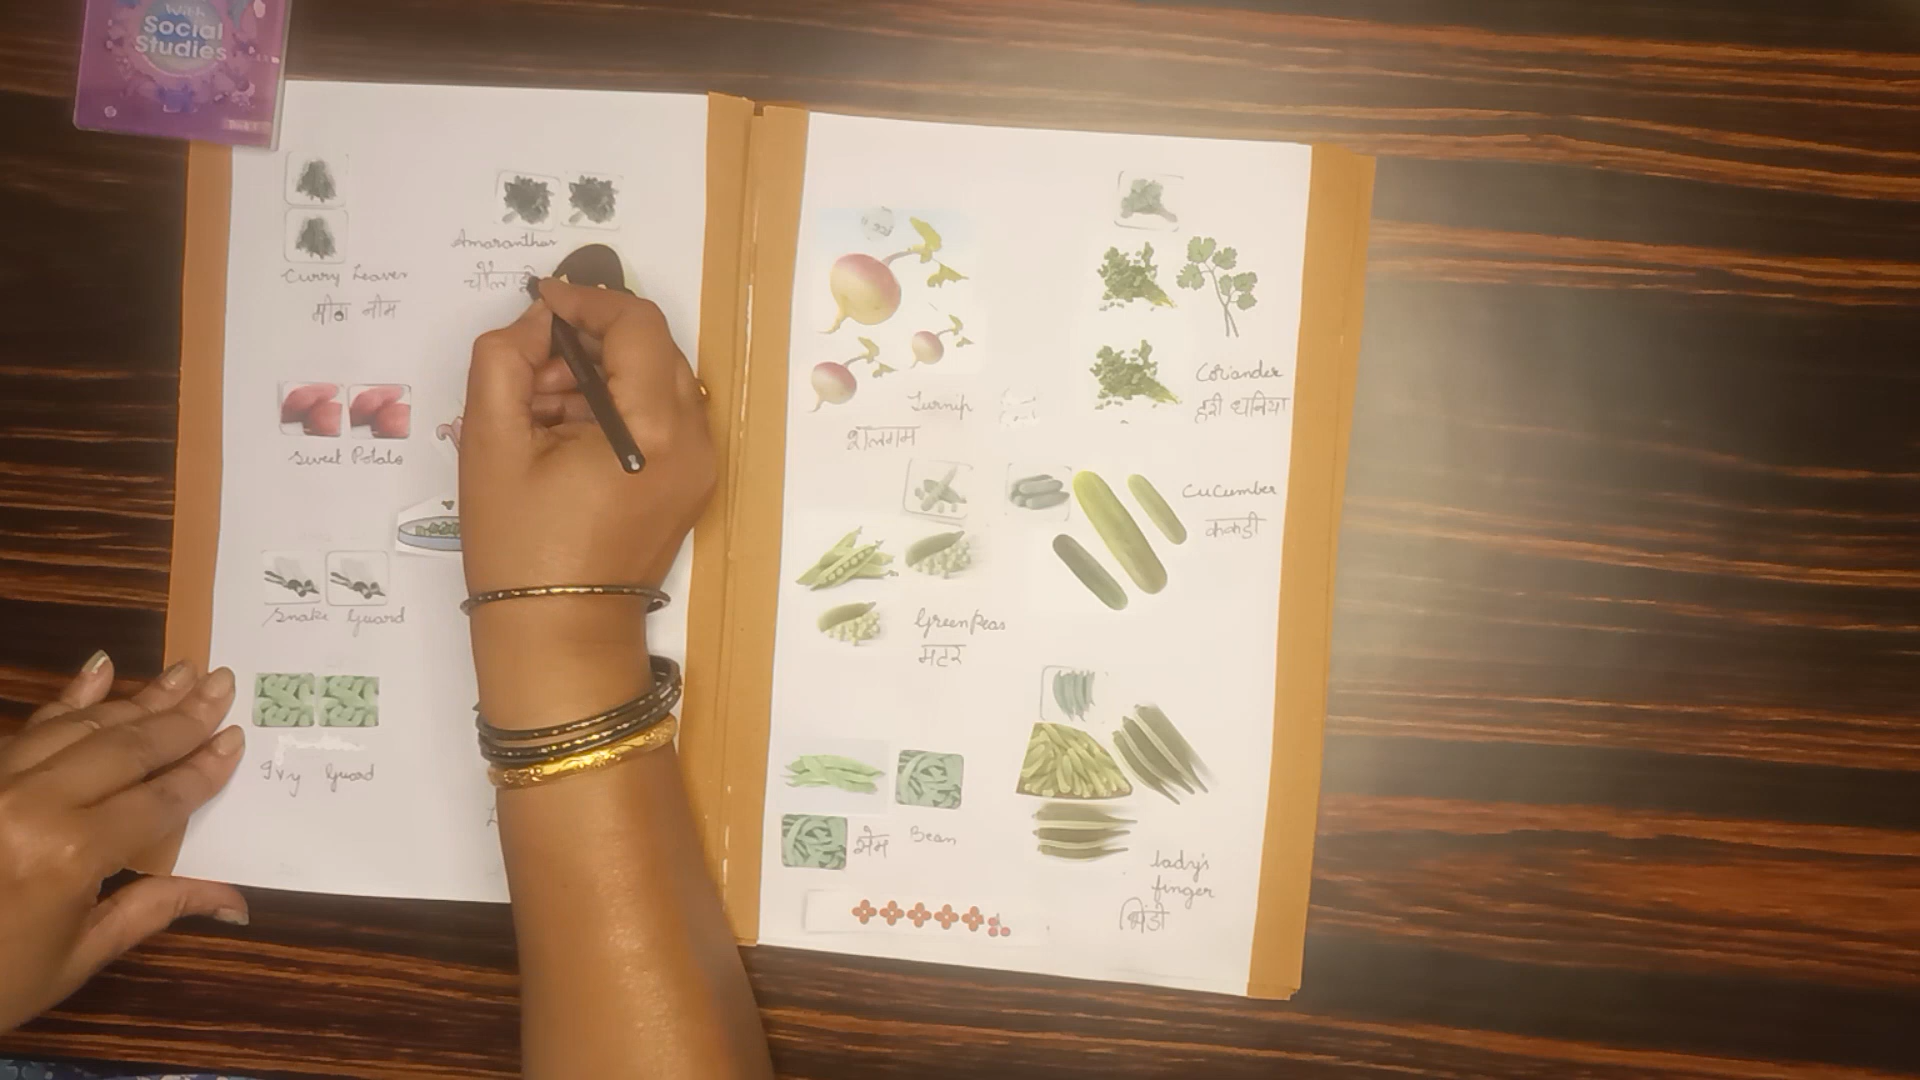 With
Social
Studies
Amaranthus
चौलाई
Curry Leaves
मीठा नीम
Sweet Potato
Snake Guard
Ivy Guard
Turnip
शलगम
Coriander
हरी धनिया
Cucumber
ककड़ी
Green Peas
मटर
सेम Bean
lady's
finger
भिंडी